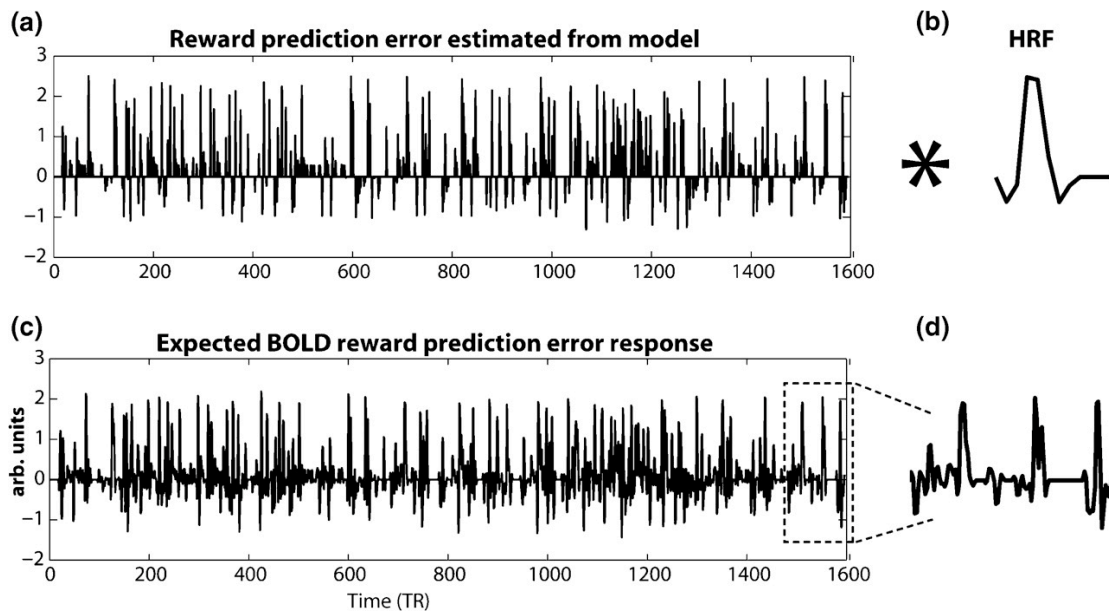 (a)
Reward prediction error estimated from model
(b)
HRF
3
2
1
0
−1
−2
0 200 400 600 800 1000 1200 1400 1600
*
(c)
Expected BOLD reward prediction error response
(d)
arb. units
3
2
1
0
−1
−2
0 200 400 600 800 1000 1200 1400 1600
Time (TR)